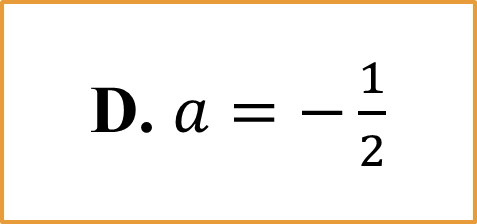 D. a = −1/2